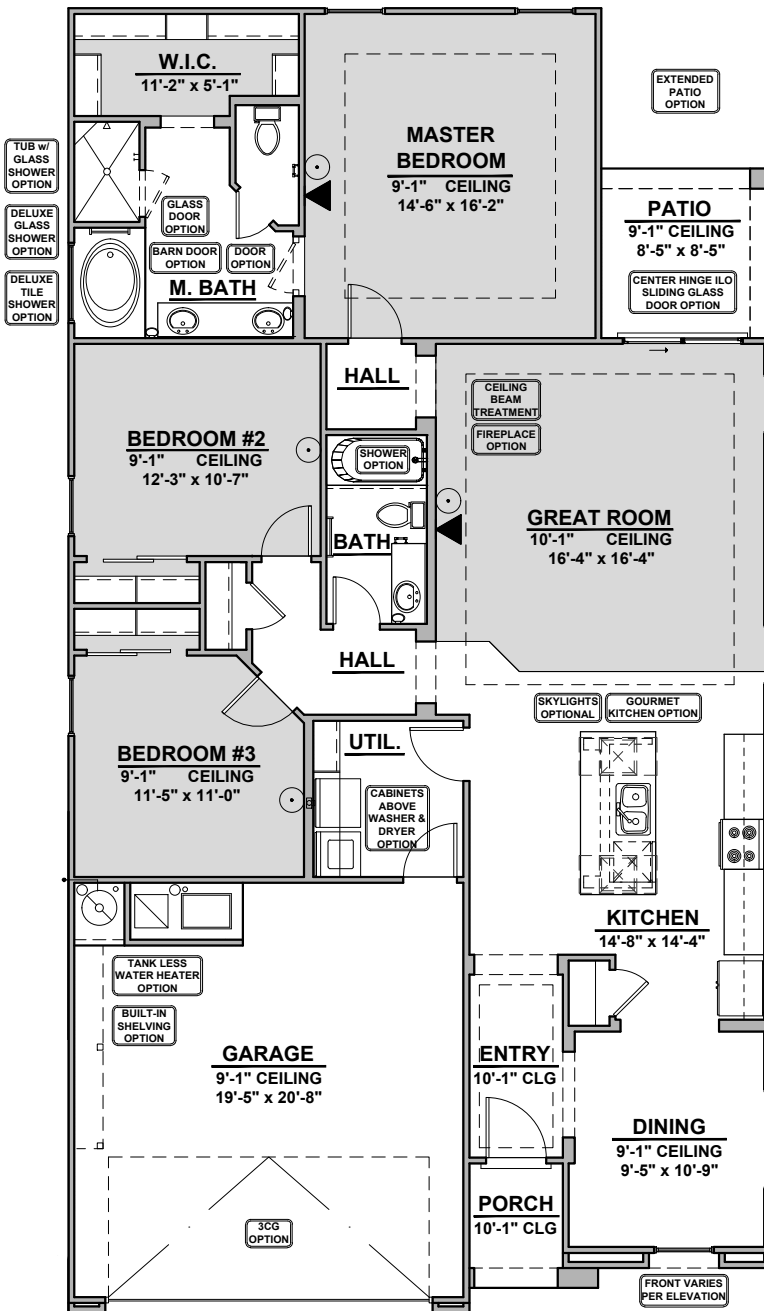 W.I.C.
11'-2" x 5'-1"
MASTER
BEDROOM
9'-1" CEILING
14'-6" x 16'-2"
EXTENDED
PATIO
OPTION
TUB w/
GLASS
SHOWER
OPTION
DELUXE
GLASS
SHOWER
OPTION
DELUXE
TILE
SHOWER
OPTION
GLASS
DOOR
OPTION
BARN DOOR
OPTION
DOOR
OPTION
M. BATH
PATIO
9'-1" CEILING
8'-5" x 8'-5"
CENTER HINGE ILO
SLIDING GLASS
DOOR OPTION
HALL
CEILING
BEAM
TREATMENT
FIREPLACE
OPTION
BEDROOM #2
9'-1" CEILING
12'-3" x 10'-7"
SHOWER
OPTION
BATH
GREAT ROOM
10'-1" CEILING
16'-4" x 16'-4"
HALL
SKYLIGHTS
OPTIONAL
GOURMET
KITCHEN OPTION
BEDROOM #3
9'-1" CEILING
11'-5" x 11'-0"
UTIL.
CABINETS
ABOVE
WASHER &
DRYER
OPTION
KITCHEN
14'-8" x 14'-4"
TANK LESS
WATER HEATER
OPTION
BUILT-IN
SHELVING
OPTION
GARAGE
9'-1" CEILING
19'-5" x 20'-8"
ENTRY
10'-1" CLG
DINING
9'-1" CEILING
9'-5" x 10'-9"
PORCH
10'-1" CLG
3CG
OPTION
FRONT VARIES
PER ELEVATION